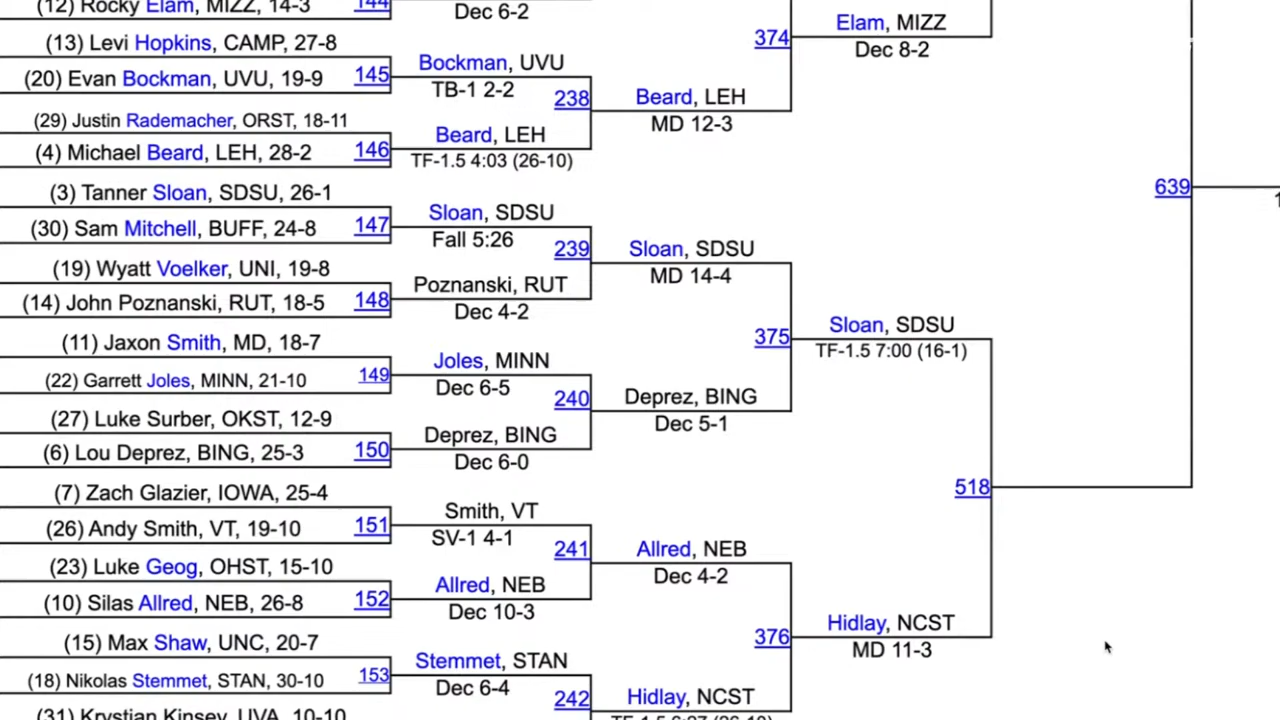 (12) Rocky Elam, MIZZ, 14-3
144
Dec 6-2
(13) Levi Hopkins, CAMP, 27-8
(20) Evan Bockman, UVU, 19-9
145
Bockman, UVU
TB-1 2-2
(29) Justin Rademacher, ORST, 18-11
(4) Michael Beard, LEH, 28-2
146
Beard, LEH
TF-1.5 4:03 (26-10)
238
Beard, LEH
MD 12-3
374
Elam, MIZZ
Dec 8-2
(3) Tanner Sloan, SDSU, 26-1
(30) Sam Mitchell, BUFF, 24-8
147
Sloan, SDSU
Fall 5:26
(19) Wyatt Voelker, UNI, 19-8
(14) John Poznanski, RUT, 18-5
148
Poznanski, RUT
Dec 4-2
239
Sloan, SDSU
MD 14-4
(11) Jaxon Smith, MD, 18-7
(22) Garrett Joles, MINN, 21-10
149
Joles, MINN
Dec 6-5
(27) Luke Surber, OKST, 12-9
(6) Lou Deprez, BING, 25-3
150
Deprez, BING
Dec 6-0
240
Deprez, BING
Dec 5-1
375
Sloan, SDSU
TF-1.5 7:00 (16-1)
(7) Zach Glazier, IOWA, 25-4
(26) Andy Smith, VT, 19-10
151
Smith, VT
SV-1 4-1
(23) Luke Geog, OHST, 15-10
(10) Silas Allred, NEB, 26-8
152
Allred, NEB
Dec 10-3
241
Allred, NEB
Dec 4-2
(15) Max Shaw, UNC, 20-7
(18) Nikolas Stemmet, STAN, 30-10
153
Stemmet, STAN
Dec 6-4
(31) Krystian Kinsey, UVA, 10-10
242
Hidlay, NCST
376
Hidlay, NCST
MD 11-3
518
639